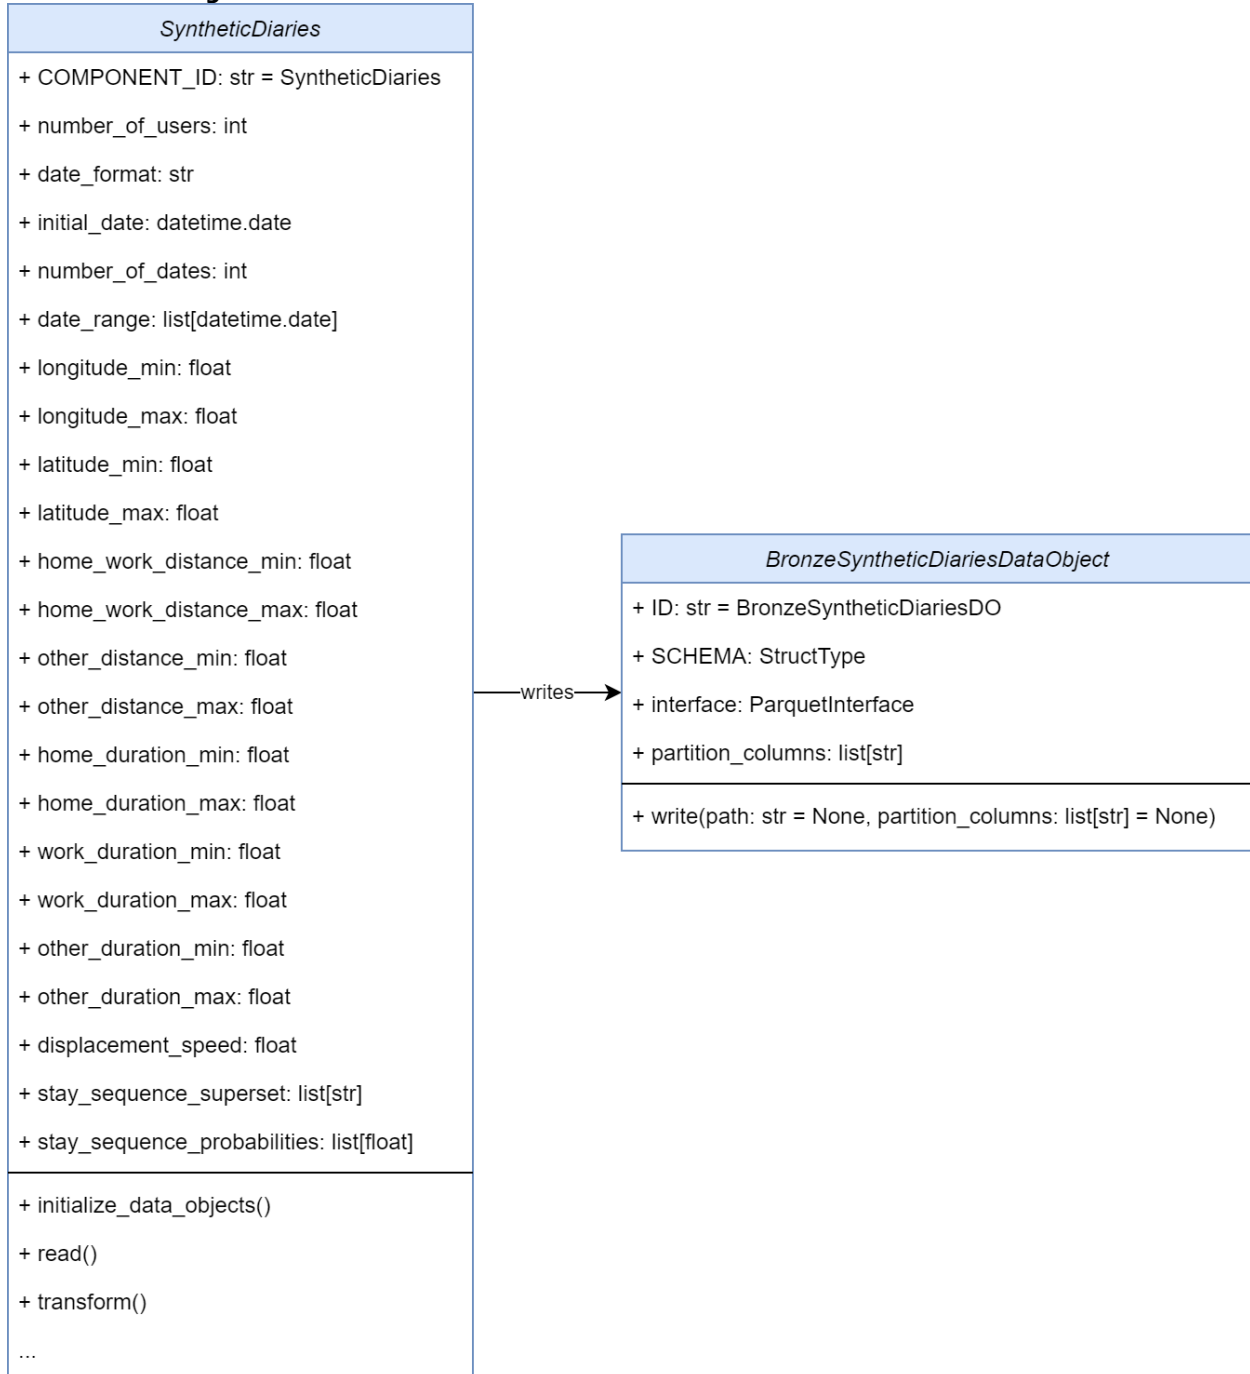 SyntheticDiaries
+ COMPONENT_ID: str = SyntheticDiaries
+ number_of_users: int
+ date_format: str
+ initial_date: datetime.date
+ number_of_dates: int
+ date_range: list[datetime.date]
+ longitude_min: float
+ longitude_max: float
+ latitude_min: float
+ latitude_max: float
+ home_work_distance_min: float
+ home_work_distance_max: float
+ other_distance_min: float
+ other_distance_max: float
+ home_duration_min: float
+ home_duration_max: float
+ work_duration_min: float
+ work_duration_max: float
+ other_duration_min: float
+ other_duration_max: float
+ displacement_speed: float
+ stay_sequence_superset: list[str]
+ stay_sequence_probabilities: list[float]
+ initialize_data_objects()
+ read()
+ transform()
...
writes
BronzeSyntheticDiariesDataObject
+ ID: str = BronzeSyntheticDiariesDO
+ SCHEMA: StructType
+ interface: ParquetInterface
+ partition_columns: list[str]
+ write(path: str = None, partition_columns: list[str] = None)